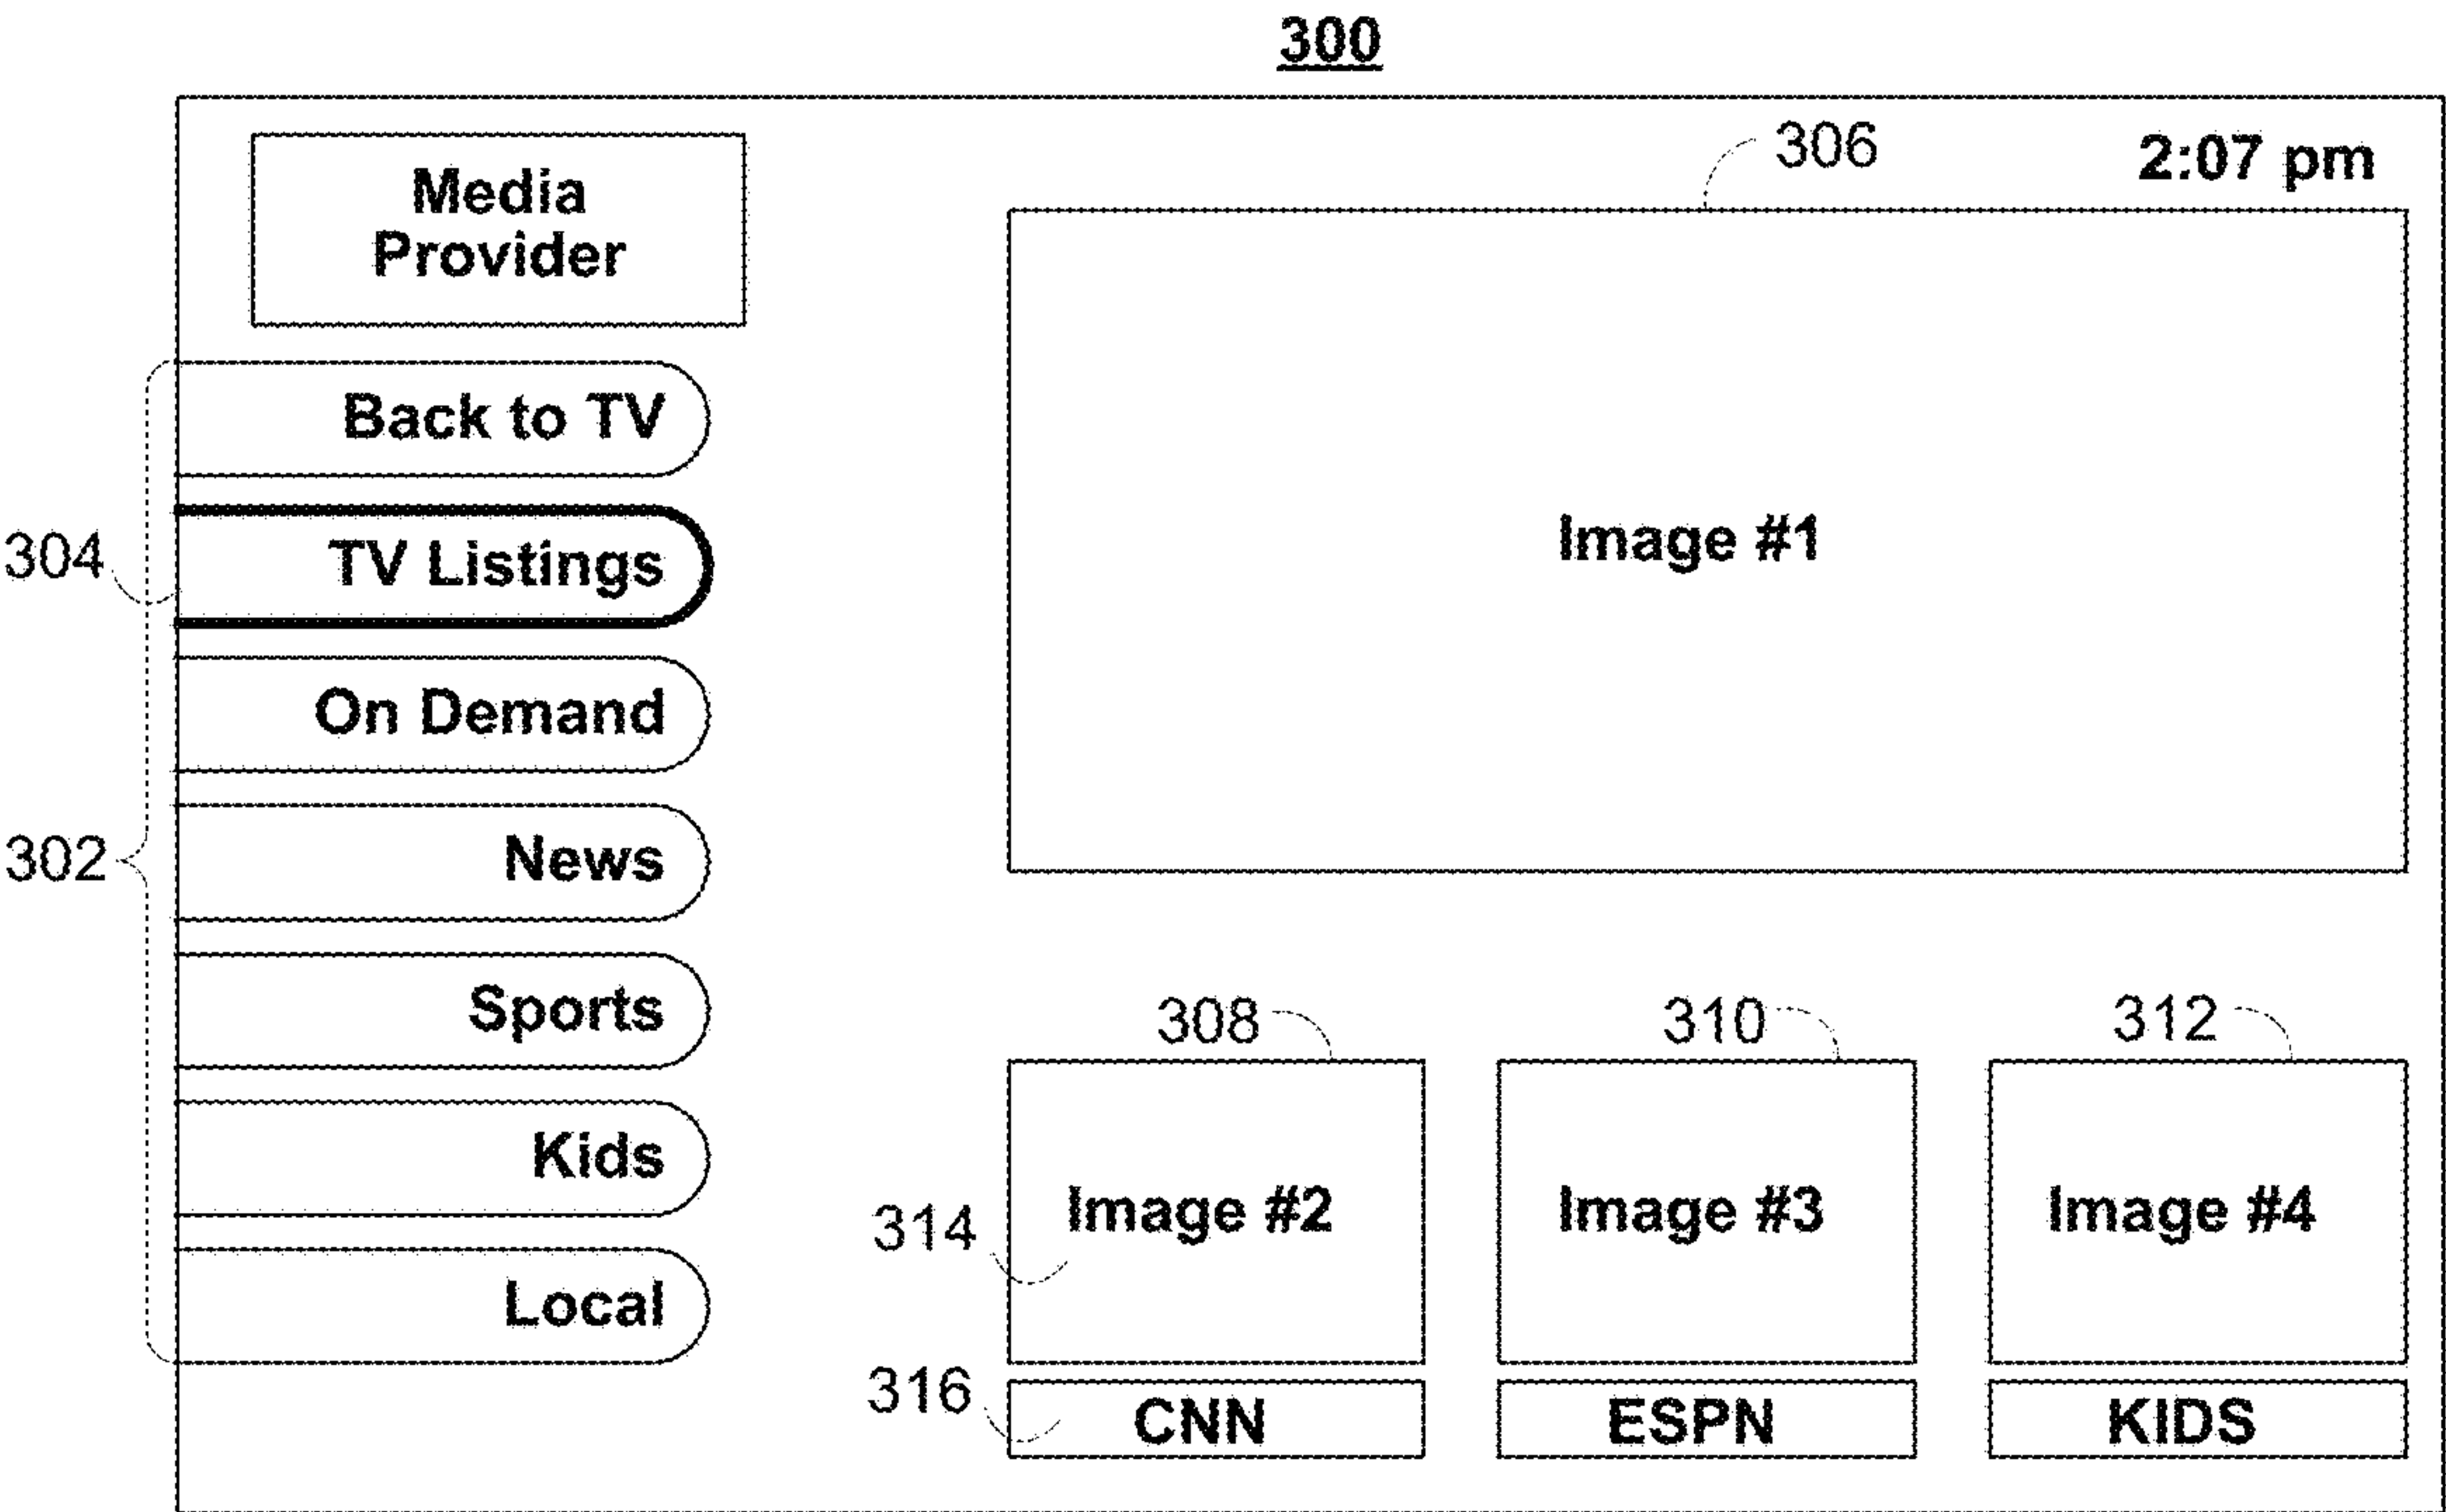 300
306
2:07 pm
Media
Provider
Back to TV
304
TV Listings
Image #1
On Demand
302
News
Sports
308
310
312
Kids
314
Image #2
Image #3
Image #4
Local
316
CNN
ESPN
KIDS